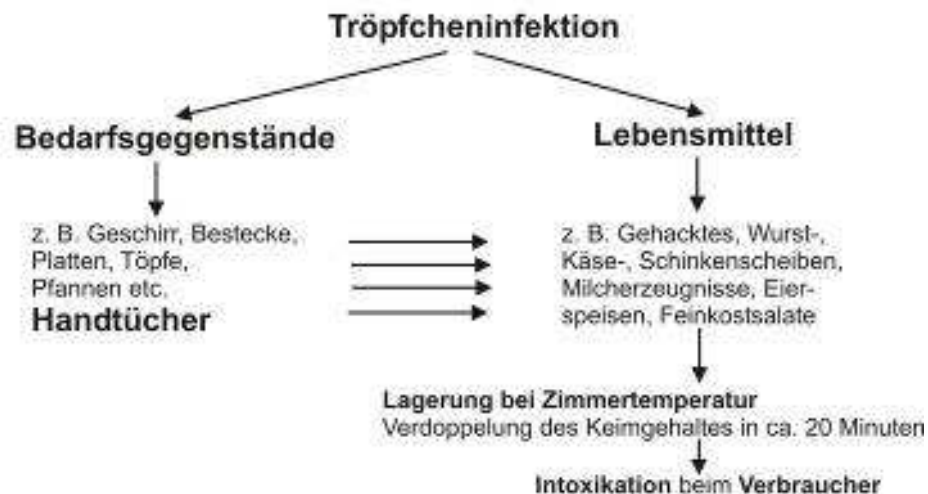 Tröpfcheninfektion
Bedarfsgegenstände
Lebensmittel
z. B. Geschirr, Bestecke,
Platten, Töpfe,
Pfannen etc.
Handtücher
z. B. Gehacktes, Wurst-,
Käse-, Schinkenscheiben,
Milcherzeugnisse, Eier-
speisen, Feinkostsalate
Lagerung bei Zimmertemperatur
Verdoppelung des Keimgehaltes in ca. 20 Minuten
Intoxikation beim Verbraucher